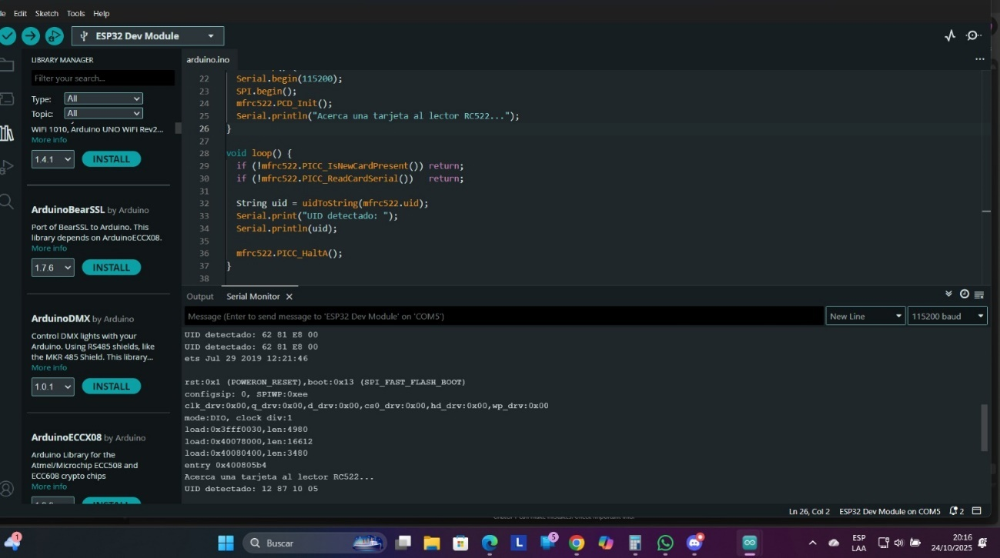 Edit Sketch Tools Help
ESP32 Dev Module
LIBRARY MANAGER
Filter your search...
Type: All
Topic: All
WiFi 1010, Arduino UNO WiFi Rev2...
More info
1.4.1 INSTALL
ArduinoBearSSL by Arduino
Port of BearSSL to Arduino. This
library depends on ArduinoECCX08.
More info
1.7.6 INSTALL
ArduinoDMX by Arduino
Control DMX lights with your
Arduino. Using RS485 shields, like
the MKR 485 Shield. This library...
More info
1.0.1 INSTALL
ArduinoECCX08 by Arduino
Arduino Library for the
Atmel/Microchip ECC508 and
ECC608 crypto chips
More info
INSTALL
arduino.ino
22 Serial.begin(115200);
23 SPI.begin();
24 mfrc522.PCD_Init();
25 Serial.println("Acerca una tarjeta al lector RC522...");
26 }
27
28 void loop() {
29 if (!mfrc522.PICC_IsNewCardPresent()) return;
30 if (!mfrc522.PICC_ReadCardSerial()) return;
31
32 String uid = uidToString(mfrc522.uid);
33 Serial.print("UID detectado: ");
34 Serial.println(uid);
35
36 mfrc522.PICC_HaltA();
37 }
38
Output Serial Monitor
Message (Enter to send message to 'ESP32 Dev Module' on 'COM5')
New Line 115200 baud
UID detectado: 62 81 E8 00
UID detectado: 62 81 E8 00
ets Jul 29 2019 12:21:46
rst:0x1 (POWERON_RESET),boot:0x13 (SPI_FAST_FLASH_BOOT)
configsip: 0, SPIWP:0xee
clk_drv:0x00,q_drv:0x00,d_drv:0x00,cs0_drv:0x00,hd_drv:0x00,wp_drv:0x00
mode:DIO, clock div:1
load:0x3fff0030,len:4980
load:0x40078000,len:16612
load:0x40080400,len:3480
entry 0x400805b4
Acerca una tarjeta al lector RC522...
UID detectado: 12 87 10 05
Ln 26, Col 2 ESP32 Dev Module on COM5 2
1
Buscar
L
5
ESP
LAA
20:16
24/10/2025